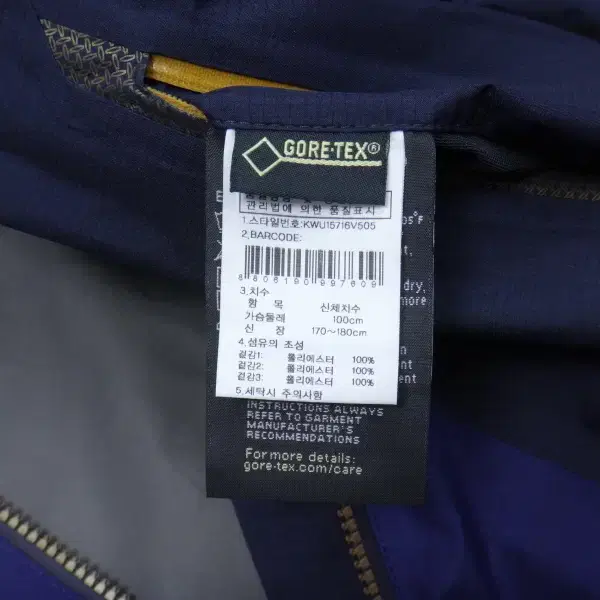 GORE-TEX®
관리법에 의한 품질표시
1.스타일번호:KWU15716V505
2.BARCODE:
8806190997609
3.치수
항 목 신체치수
가슴둘레 100cm
신 장 170~180cm
4.섬유의 조성
겉감1: 폴리에스터 100%
겉감2: 폴리에스터 100%
겉감3: 폴리에스터 100%
5.세탁시 주의사항
dry,
more
INSTRUCTIONS ALWAYS
REFER TO GARMENT
MANUFACTURER'S
RECOMMENDATIONS
For more details:
gore-tex.com/care